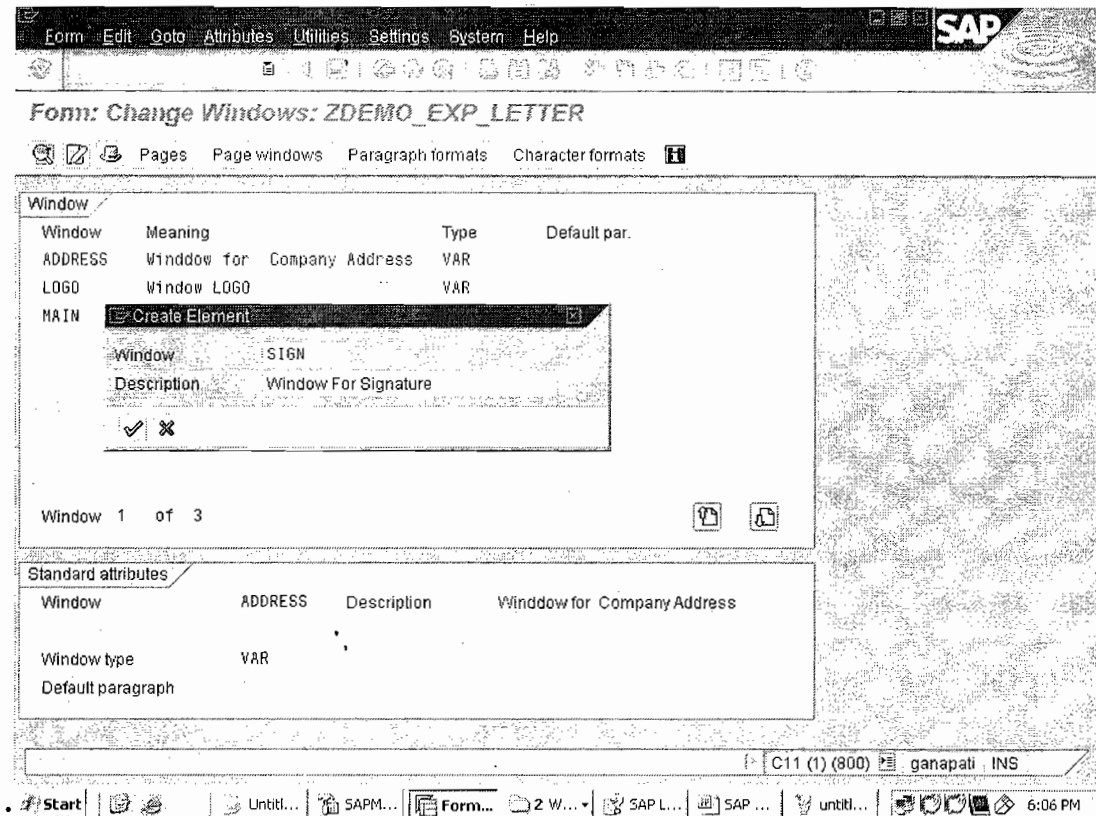 Form Edit Goto Attributes Utilities Settings System Help
SAP
Form: Change Windows: ZDEMO_EXP_LETTER
Pages Page windows Paragraph formats Character formats
Window
Window Meaning Type Default par.
ADDRESS Winddow for Company Address VAR
LOGO Window LOGO VAR
MAIN
Create Element
Window SIGN
Description Window For Signature
Window 1 of 3
Standard attributes
Window ADDRESS Description Winddow for Company Address
Window type VAR
Default paragraph
C11 (1) (800) ganapati INS
Start Untitl... SAPM... Form... 2 W... SAP L... SAP ... untitl... 6:06 PM